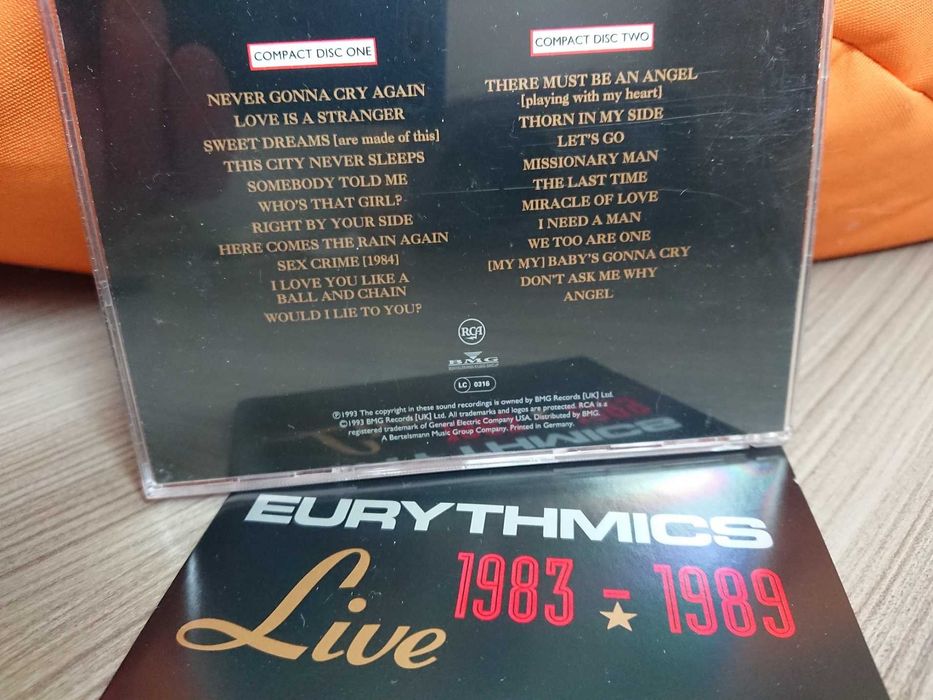 COMPACT DISC ONE
NEVER GONNA CRY AGAIN
LOVE IS A STRANGER
SWEET DREAMS [are made of this]
THIS CITY NEVER SLEEPS
SOMEBODY TOLD ME
WHO'S THAT GIRL?
RIGHT BY YOUR SIDE
HERE COMES THE RAIN AGAIN
SEX CRIME [1984]
I LOVE YOU LIKE A
BALL AND CHAIN
WOULD I LIE TO YOU?
COMPACT DISC TWO
THERE MUST BE AN ANGEL
[playing with my heart]
THORN IN MY SIDE
LET'S GO
MISSIONARY MAN
THE LAST TIME
MIRACLE OF LOVE
I NEED A MAN
WE TOO ARE ONE
[MY MY] BABY'S GONNA CRY
DON'T ASK ME WHY
ANGEL
RCA
BMG
LC 0316
℗1993 The copyright in these sound recordings is owned by BMG Records [UK] Ltd.
©1993 BMG Records [UK] Ltd. All trademarks and logos are protected. RCA is a
registered trademark of General Electric Company USA. Distributed by BMG.
A Bertelsmann Music Group Company. Printed in Germany.
EURYTHMICS
Live
1983 - 1989